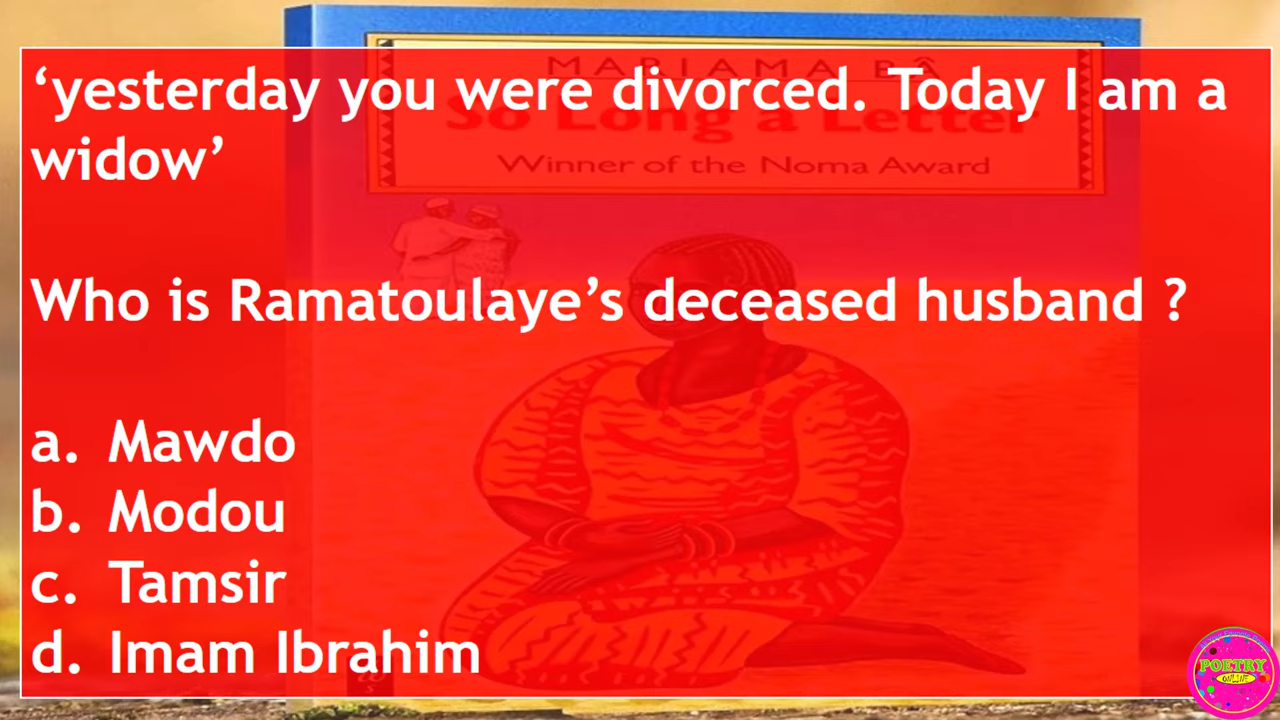 MARIAMA BÂ
‘yesterday you were divorced. Today I am a
So Long a Letter
widow’
Winner of the Noma Award
Who is Ramatoulaye’s deceased husband ?
a. Mawdo
b. Modou
c. Tamsir
d. Imam Ibrahim
POETRY
ONLINE